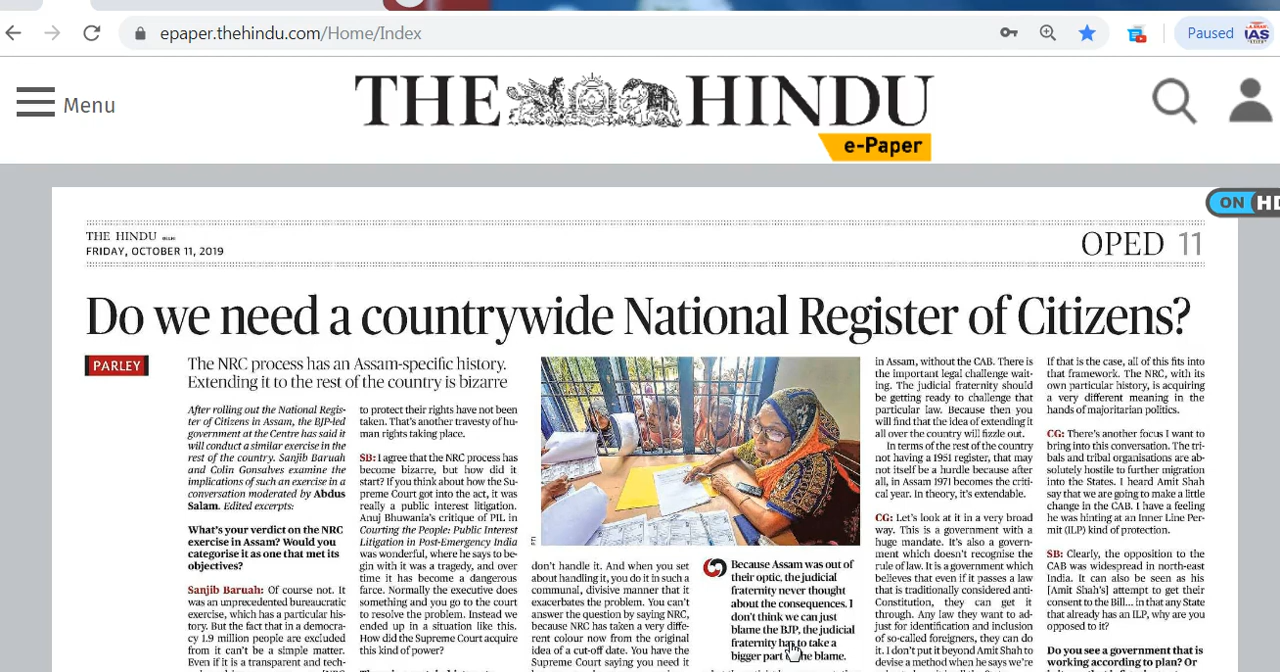 epaper.thehindu.com/Home/Index
Paused
IAS
Menu
THE HINDU
e-Paper
ON HD
THE HINDU
FRIDAY, OCTOBER 11, 2019
OPED 11
Do we need a countrywide National Register of Citizens?
PARLEY
The NRC process has an Assam-specific history.
Extending it to the rest of the country is bizarre
After rolling out the National Regis-
ter of Citizens in Assam, the BJP-led
government at the Centre has said it
will conduct a similar exercise in the
rest of the country. Sanjib Baruah
and Colin Gonsalves examine the
implications of such an exercise in a
conversation moderated by Abdus
Salam. Edited excerpts:
What's your verdict on the NRC
exercise in Assam? Would you
categorise it as one that met its
objectives?
Sanjib Baruah: Of course not. It
was an unprecedented bureaucratic
exercise, which has a particular his-
tory. But the fact that in a democra-
cy 1.9 million people are excluded
from it can't be a simple matter.
Even if it is a transparent and tech-
to protect their rights have not been
taken. That's another travesty of hu-
man rights taking place.
SB: I agree that the NRC process has
become bizarre, but how did it
start? If you think about how the Su-
preme Court got into the act, it was
really a public interest litigation.
Anuj Bhuwania's critique of PIL in
Courting the People: Public Interest
Litigation in Post-Emergency India
was wonderful, where he says to be-
gin with it was a tragedy, and over
time it has become a dangerous
farce. Normally the executive does
something and you go to the court
to resolve the problem. Instead we
ended up in a situation like this.
How did the Supreme Court acquire
this kind of power?
don't handle it. And when you set
about handling it, you do it in such a
communal, divisive manner that it
exacerbates the problem. You can't
answer the question by saying NRC,
because NRC has taken a very diffe-
rent colour now from the original
idea of a cut-off date. You have the
Supreme Court saying you
Because Assam was out of
their optic, the judicial
fraternity never thought
about the consequences. I
don't think we can just
blame the BJP, the judicial
fraternity has to take a
bigger part of the blame.
in Assam, without the CAB. There is
the important legal challenge wait-
ing. The judicial fraternity should
be getting ready to challenge that
particular law. Because then you
will find that the idea of extending it
all over the country will fizzle out.
In terms of the rest of the country
not having a 1951 register, that may
not itself be a hurdle because after
all, in Assam 1971 becomes the criti-
cal year. In theory, it's extendable.
CG: Let's look at it in a very broad
way. This is a government with a
huge mandate. It's also a govern-
ment which doesn't recognise the
rule of law. It is a government which
believes that even if it passes a law
that is traditionally considered anti-
Constitution, they can get it
through. Any law they want to ad-
just for identification and inclusion
of so-called foreigners, they can do
it. I don't put it beyond Amit Shah to
devise a method when he says we're
If that is the case, all of this fits into
that framework. The NRC, with its
own particular history, is acquiring
a very different meaning in the
hands of majoritarian politics.
CG: There's another focus I want to
bring into this conversation. The tri-
bals and tribal organisations are ab-
solutely hostile to further migration
into the States. I heard Amit Shah
say that we are going to make a little
change in the CAB. I have a feeling
he was hinting at an Inner Line Per-
mit (ILP) kind of protection.
SB: Clearly, the opposition to the
CAB was widespread in north-east
India. It can also be seen as his
[Amit Shah's] attempt to get their
consent to the Bill... in that any State
that already has an ILP, why are you
opposed to it?
Do you see a government that is
working according to plan? Or